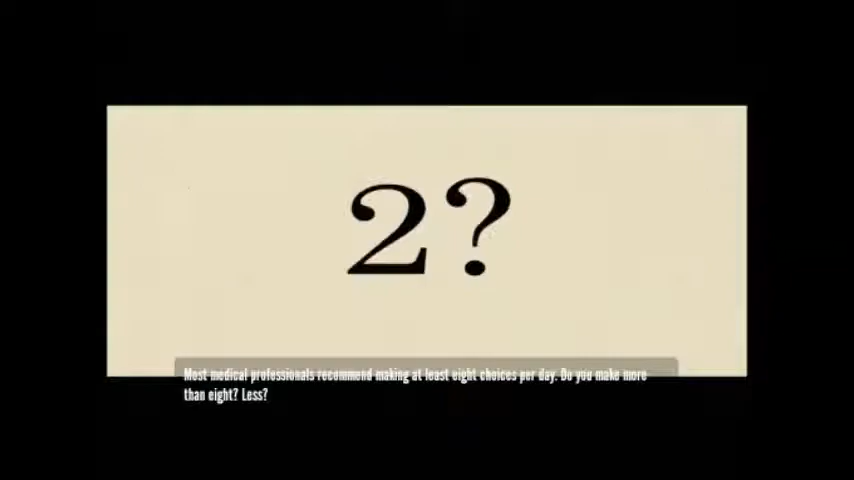 2?
Most medical professionals recommend making at least eight choices per day. Do you make more
than eight? Less?